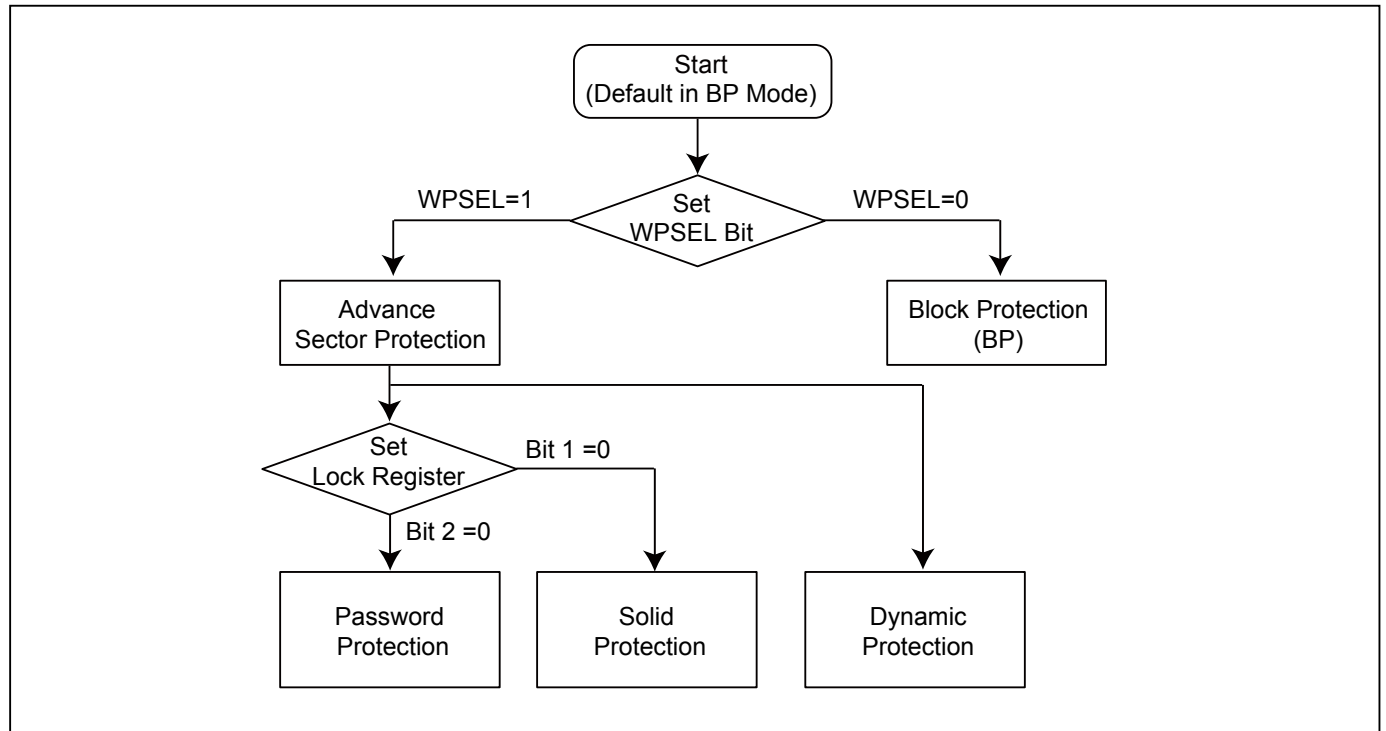 Start
(Default in BP Mode)
WPSEL=1
Set
WPSEL Bit
WPSEL=0
Advance
Sector Protection
Block Protection
(BP)
Set
Lock Register
Bit 1 =0
Bit 2 =0
Password
Protection
Solid
Protection
Dynamic
Protection